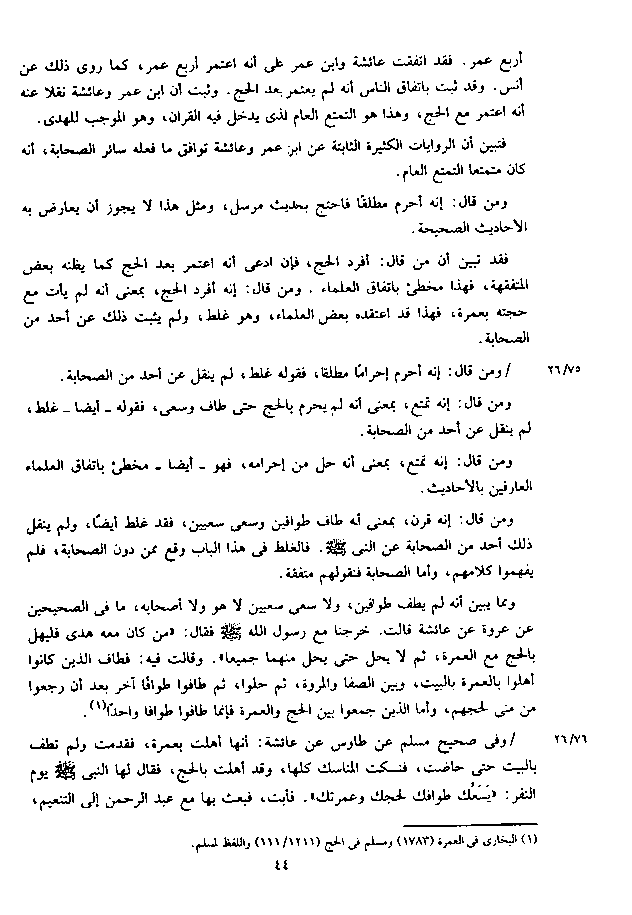 أربع عمر. فقد اتفقت عائشة وابن عمر على أنه اعتمر أربع عمر، كما روى ذلك عن
أنس. وقد ثبت باتفاق الناس أنه لم يعتمر بعد الحج. وثبت أن ابن عمر وعائشة نقلا عنه
أنه اعتمر مع الحج، وهذا هو التمتع العام لذى يدخل فيه القران، وهو الموجب للهدى.
فتبين أن الروايات الكثيرة الثابتة عن ابن عمر وعائشة توافق ما فعله سائر الصحابة، أنه
كان متمتعا التمتع العام.
ومن قال: إنه أحرم مطلقًا فاحتج بحديث مرسل، ومثل هذا لا يجوز أن يعارض به
الأحاديث الصحيحة.
فقد تبين أن من قال: أفرد الحج، فإن ادعى أنه اعتمر بعد الحج كما يظنه بعض
المتفقهة، فهذا مخطئ باتفاق العلماء . ومن قال: إنه أفرد الحج، بمعنى أنه لم يأت مع
حجته بعمرة، فهذا قد اعتقده بعض العلماء، وهو غلط، ولم يثبت ذلك عن أحد من
الصحابة.
٢٦/٧٥ / ومن قال: إنه أحرم إحرامًا مطلقا، فقوله غلط، لم ينقل عن أحد من الصحابة.
ومن قال: إنه تمتع، بمعنى أنه لم يحرم بالحج حتى طاف وسعى، فقوله ـ أيضا ـ غلط،
لم ينقل عن أحد من الصحابة.
ومن قال: إنه تمتع، بمعنى أنه حل من إحرامه، فهو ـ أيضا ـ مخطئ باتفاق العلماء
العارفين بالأحاديث.
ومن قال: إنه قرن، بمعنى أنه طاف طوافين وسعى سعيين، فقد غلط أيضًا، ولم ينقل
ذلك أحد من الصحابة عن النبى ﷺ. فالغلط فى هذا الباب وقع ممن دون الصحابة، فلم
يفهموا كلامهم، وأما الصحابة فنقولهم متفقة.
ومما يبين أنه لم يطف طوافين، ولا سعى سعيين لا هو ولا أصحابه، ما فى الصحيحين
عن عروة عن عائشة قالت. خرجنا مع رسول الله ﷺ فقال: «من كان معه هدى فليهل
بالحج مع العمرة، ثم لا يحل حتى يحل منهما جميعا». وقالت فيه: فطاف الذين كانوا
أهلوا بالعمرة بالبيت، وبين الصفا والمروة، ثم حلوا، ثم طافوا طوافًا آخر بعد أن رجعوا
من منى لحجهم، وأما الذين جمعوا بين الحج والعمرة فإنما طافوا طوافا واحدًا(١).
٢٦/٧٦ / وفى صحيح مسلم عن طاوس عن عائشة: أنها أهلت بعمرة، فقدمت ولم تطف
بالبيت حتى حاضت، فنسكت المناسك كلها، وقد أهلت بالحج، فقال لها النبى ﷺ يوم
النفر: «يَسَعُك طوافك لحجك وعمرتك». فأبت، فبعث بها مع عبد الرحمن إلى التنعيم،
(١) البخارى فى العمرة (١٧٨٣) ومسلم فى الحج (١١١/١٢١١) واللفظ لمسلم.
٤٤